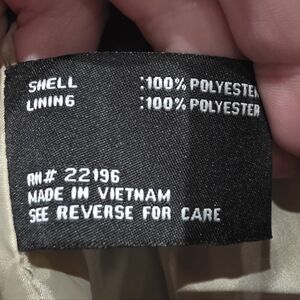 SHELL :100% POLYESTER
LINING :100% POLYESTER
RN# 22196
MADE IN VIETNAM
SEE REVERSE FOR CARE